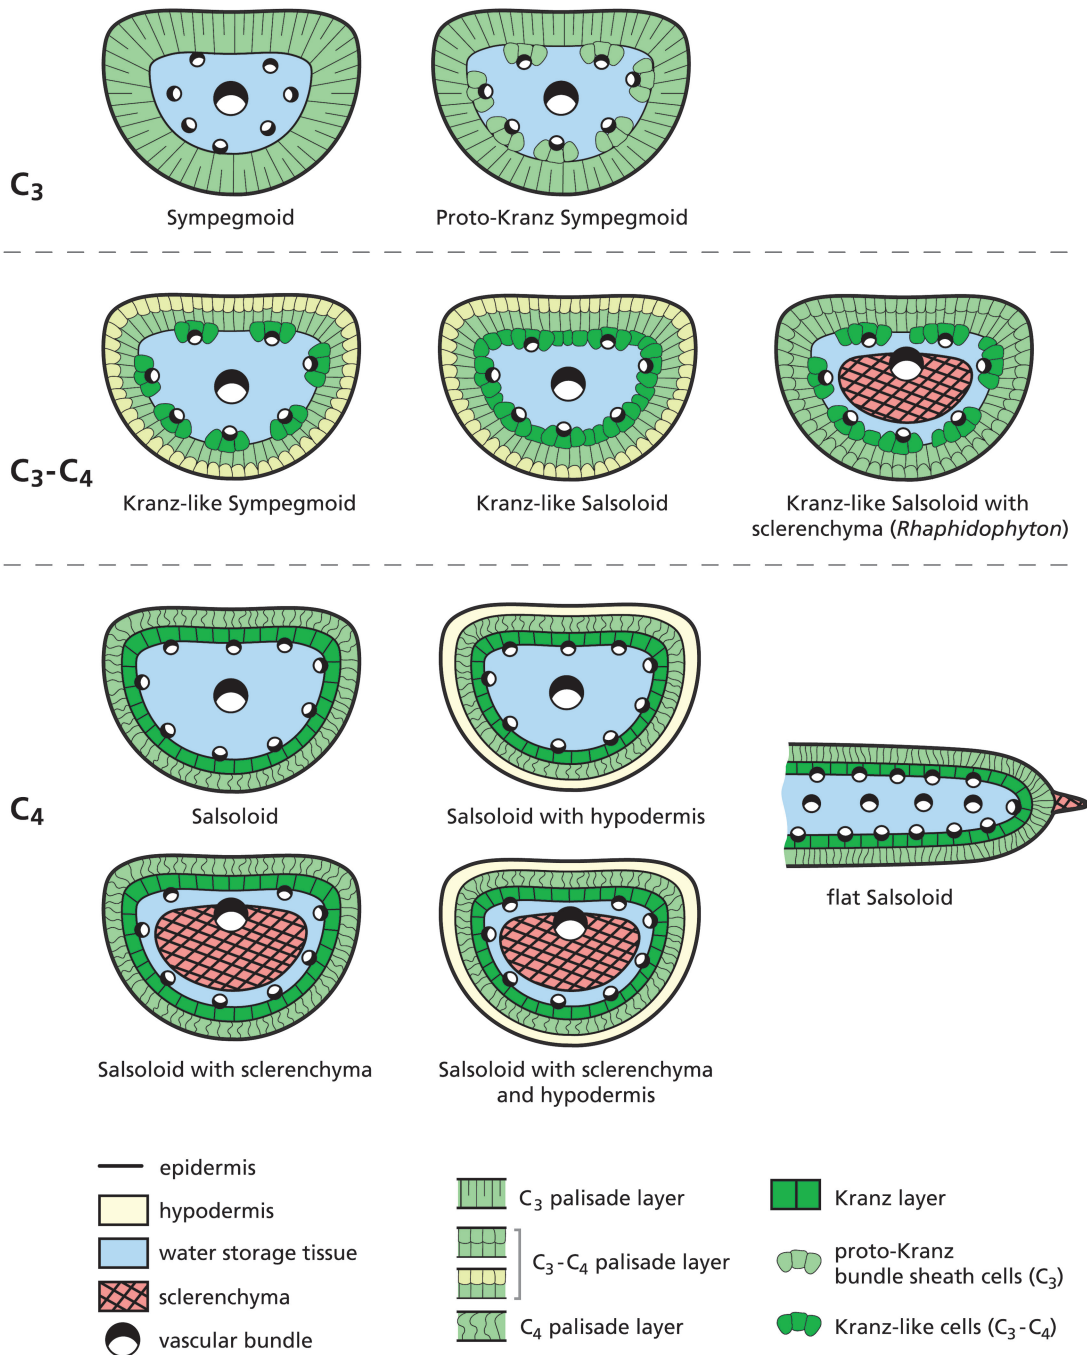 C3
Sympegmoid
Proto-Kranz Sympegmoid
C3-C4
Kranz-like Sympegmoid
Kranz-like Salsoloid
Kranz-like Salsoloid with
sclerenchyma (Rhaphidophyton)
C4
Salsoloid
Salsoloid with hypodermis
flat Salsoloid
Salsoloid with sclerenchyma
Salsoloid with sclerenchyma
and hypodermis
epidermis
hypodermis
water storage tissue
sclerenchyma
vascular bundle
C3 palisade layer
C3-C4 palisade layer
C4 palisade layer
Kranz layer
proto-Kranz
bundle sheath cells (C3)
Kranz-like cells (C3-C4)